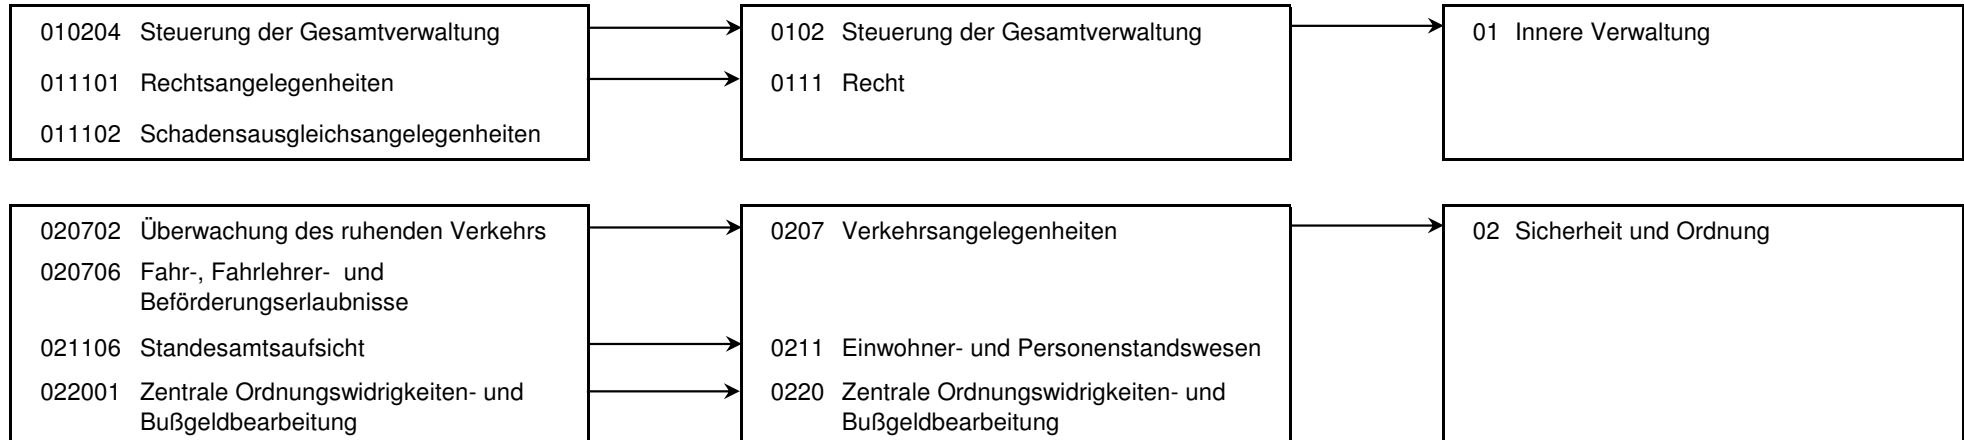 010204 Steuerung der Gesamtverwaltung
0102 Steuerung der Gesamtverwaltung
01 Innere Verwaltung
011101 Rechtsangelegenheiten
0111 Recht
011102 Schadensausgleichsangelegenheiten
020702 Überwachung des ruhenden Verkehrs
0207 Verkehrsangelegenheiten
02 Sicherheit und Ordnung
020706 Fahr-, Fahrlehrer- und
Beförderungserlaubnisse
021106 Standesamtsaufsicht
0211 Einwohner- und Personenstandswesen
022001 Zentrale Ordnungswidrigkeiten- und
Bußgeldbearbeitung
0220 Zentrale Ordnungswidrigkeiten- und
Bußgeldbearbeitung